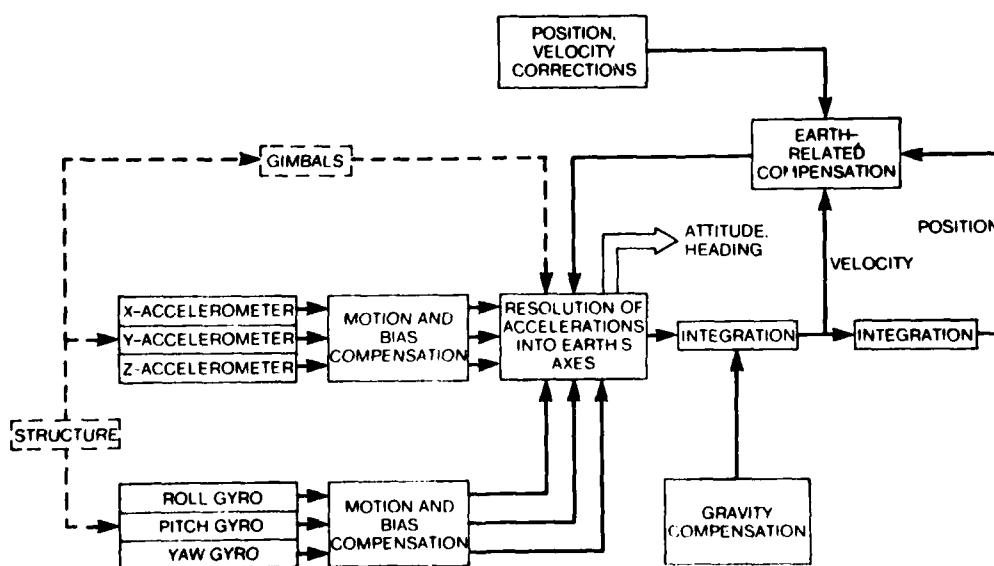 POSITION,
VELOCITY
CORRECTIONS
EARTH-
RELATED
COMPENSATION
GIMBALS
POSITION
ATTITUDE,
HEADING
VELOCITY
X-ACCELEROMETER
Y-ACCELEROMETER
Z-ACCELEROMETER
MOTION AND
BIAS
COMPENSATION
RESOLUTION OF
ACCELERATIONS
INTO EARTH S
AXES
INTEGRATION
INTEGRATION
STRUCTURE
ROLL GYRO
PITCH GYRO
YAW GYRO
MOTION AND
BIAS
COMPENSATION
GRAVITY
COMPENSATION